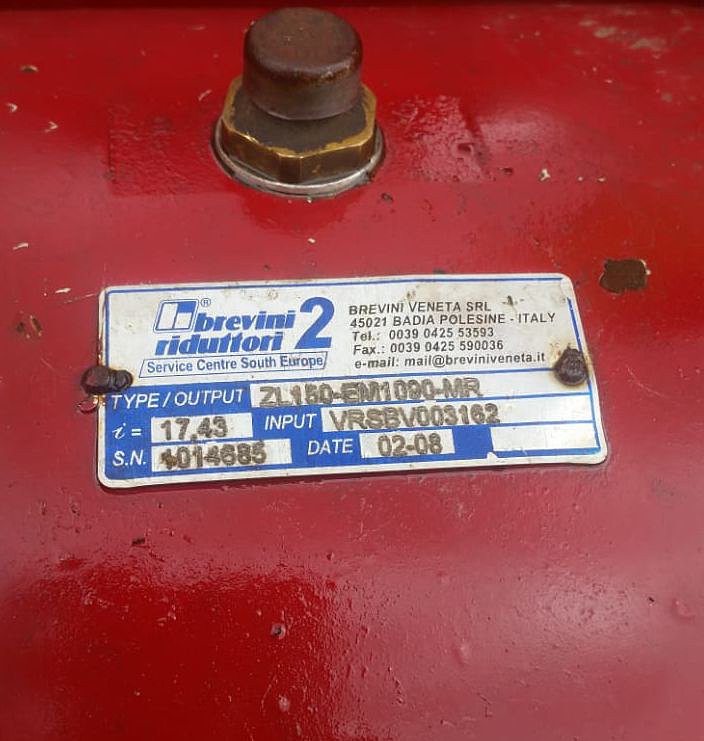 brevini 2
riduttori
Service Centre South Europe
BREVINI VENETA SRL
45021 BADIA POLESINE - ITALY
Tel.: 0039 0425 53593
Fax.: 0039 0425 590036
e-mail: mail@breviniveneta.it
TYPE / OUTPUT ZL150-EM1090-MR
i = 17,43 INPUT VRSBV003162
S.N. 1014685 DATE 02-08